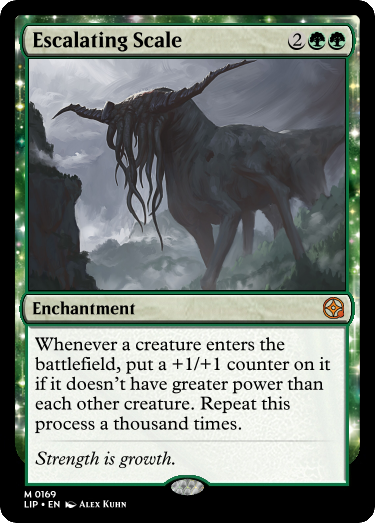 Escalating Scale
2
Enchantment
Whenever a creature enters the
battlefield, put a +1/+1 counter on it
if it doesn't have greater power than
each other creature. Repeat this
process a thousand times.
Strength is growth.
M 0169
LIP • EN Alex Kuhn